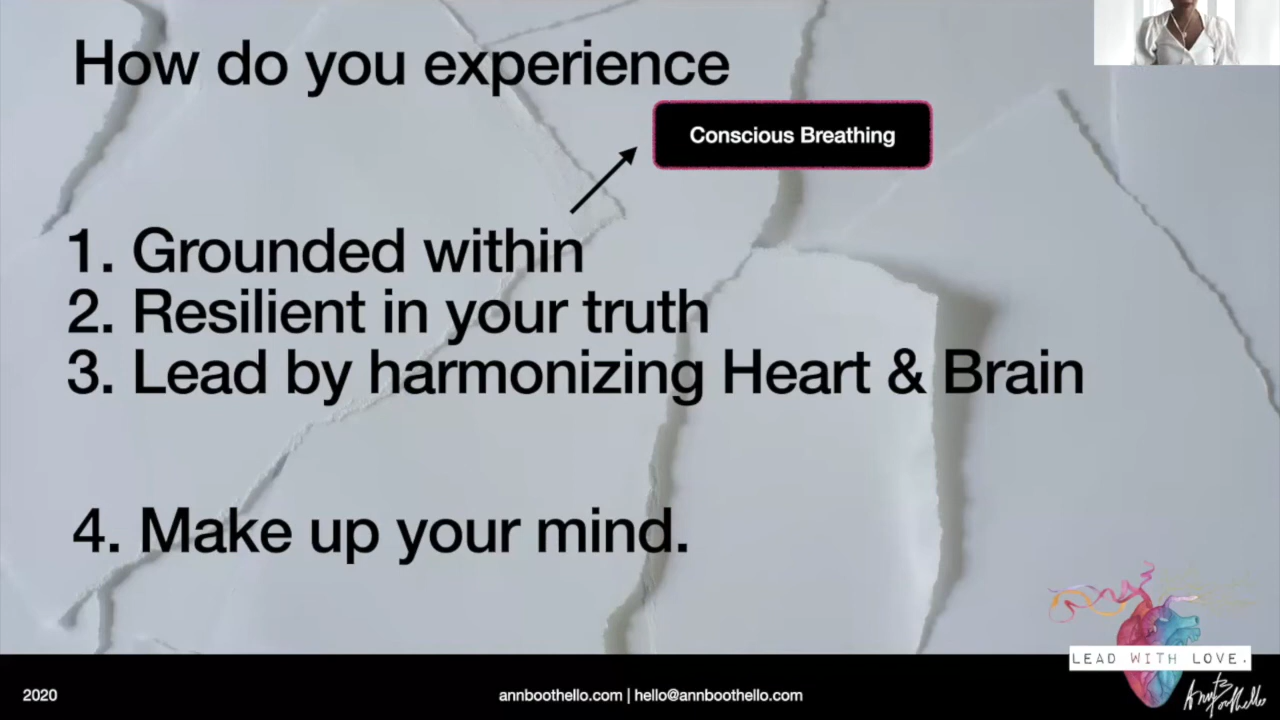 How do you experience
Conscious Breathing
1. Grounded within
2. Resilient in your truth
3. Lead by harmonizing Heart & Brain
4. Make up your mind.
LEAD WITH LOVE.
2020
annboothello.com | hello@annboothello.com